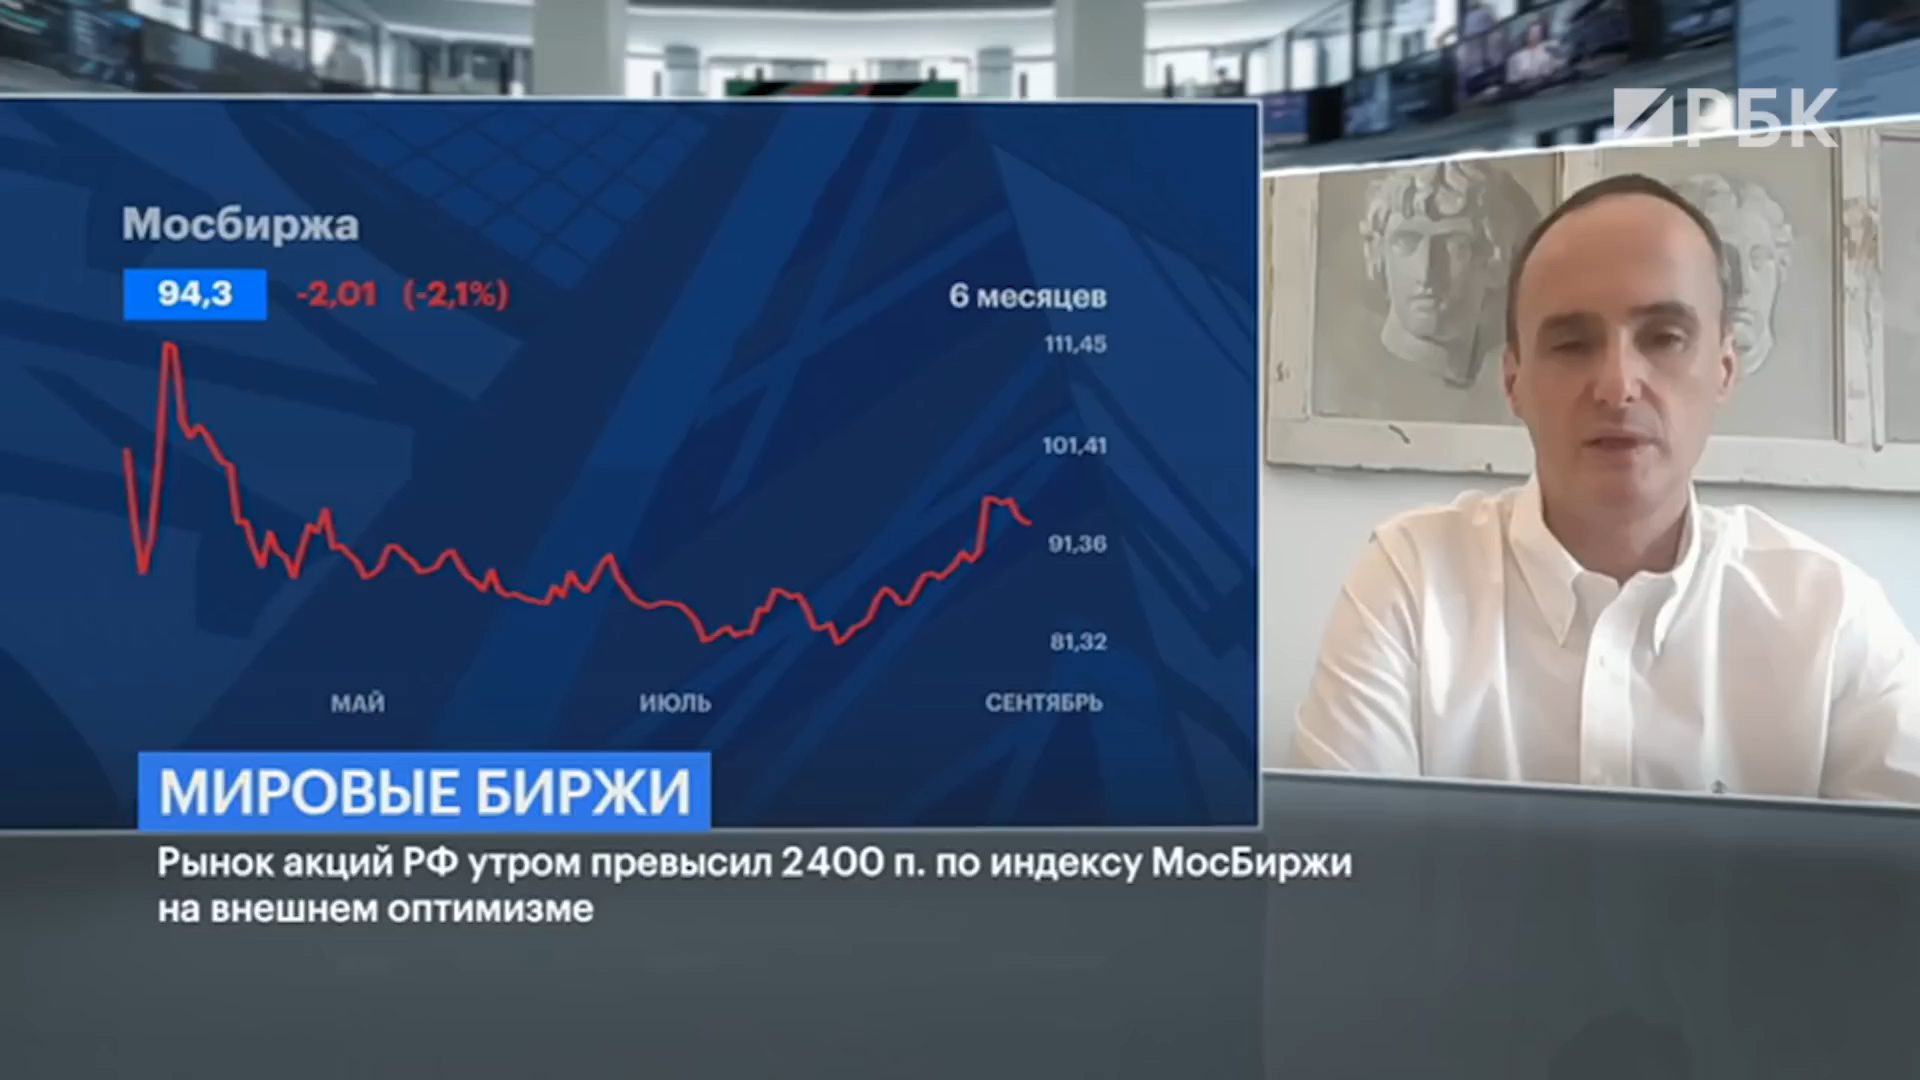 РБК
Мосбиржа
94,3 -2,01 (-2,1%)
6 месяцев
111,45
101,41
91,36
81,32
МАЙ ИЮЛЬ СЕНТЯБРЬ
МИРОВЫЕ БИРЖИ
Рынок акций РФ утром превысил 2400 п. по индексу МосБиржи
на внешнем оптимизме